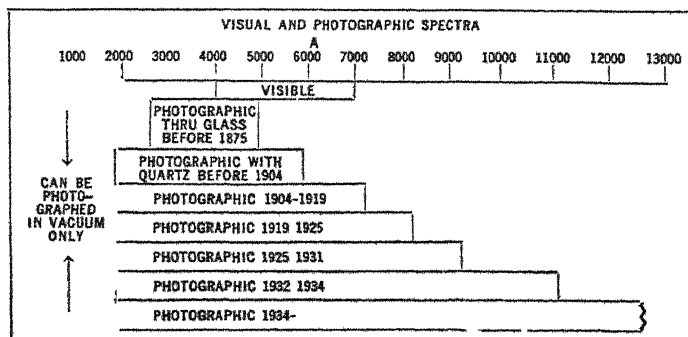 VISUAL AND PHOTOGRAPHIC SPECTRA
A
1000 2000 3000 4000 5000 6000 7000 8000 9000 10000 11000 12000 13000
VISIBLE
PHOTOGRAPHIC
THRU GLASS
BEFORE 1875
PHOTOGRAPHIC WITH
QUARTZ BEFORE 1904
CAN BE
PHOTO-
GRAPHED
IN VACUUM
ONLY
PHOTOGRAPHIC 1904-1919
PHOTOGRAPHIC 1919 1925
PHOTOGRAPHIC 1925 1931
PHOTOGRAPHIC 1932 1934
PHOTOGRAPHIC 1934-